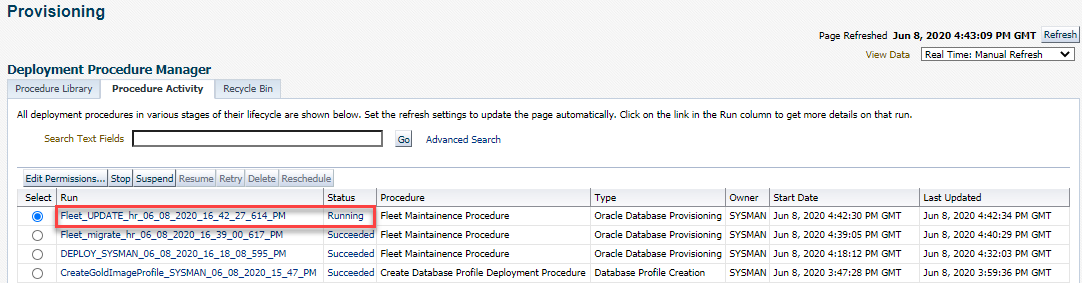 Provisioning
Page Refreshed Jun 8, 2020 4:43:09 PM GMT Refresh
View Data Real Time: Manual Refresh
Deployment Procedure Manager
Procedure Library Procedure Activity Recycle Bin
All deployment procedures in various stages of their lifecycle are shown below. Set the refresh settings to update the page automatically. Click on the link in the Run column to get more details on that run.
Search Text Fields Go Advanced Search
Edit Permissions... Stop Suspend Resume Retry Delete Reschedule
Select Run Status Procedure Type Owner Start Date Last Updated
Fleet_UPDATE_hr_06_08_2020_16_42_27_614_PM Running Fleet Maintainence Procedure Oracle Database Provisioning SYSMAN Jun 8, 2020 4:42:30 PM GMT Jun 8, 2020 4:42:34 PM GMT
Fleet_migrate_hr_06_08_2020_16_39_00_617_PM Succeeded Fleet Maintainence Procedure Oracle Database Provisioning SYSMAN Jun 8, 2020 4:39:05 PM GMT Jun 8, 2020 4:40:29 PM GMT
DEPLOY_SYSMAN_06_08_2020_16_18_08_595_PM Succeeded Fleet Maintainence Procedure Oracle Database Provisioning SYSMAN Jun 8, 2020 4:18:12 PM GMT Jun 8, 2020 4:32:03 PM GMT
CreateGoldImageProfile_SYSMAN_06_08_2020_15_47_PM Succeeded Create Database Profile Deployment Procedure Database Profile Creation SYSMAN Jun 8, 2020 3:47:28 PM GMT Jun 8, 2020 3:59:36 PM GMT